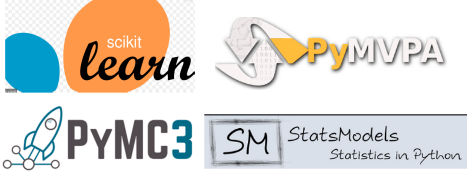 scikit
learn
PyMVPA
PyMC3
SM
StatsModels
Statistics in Python